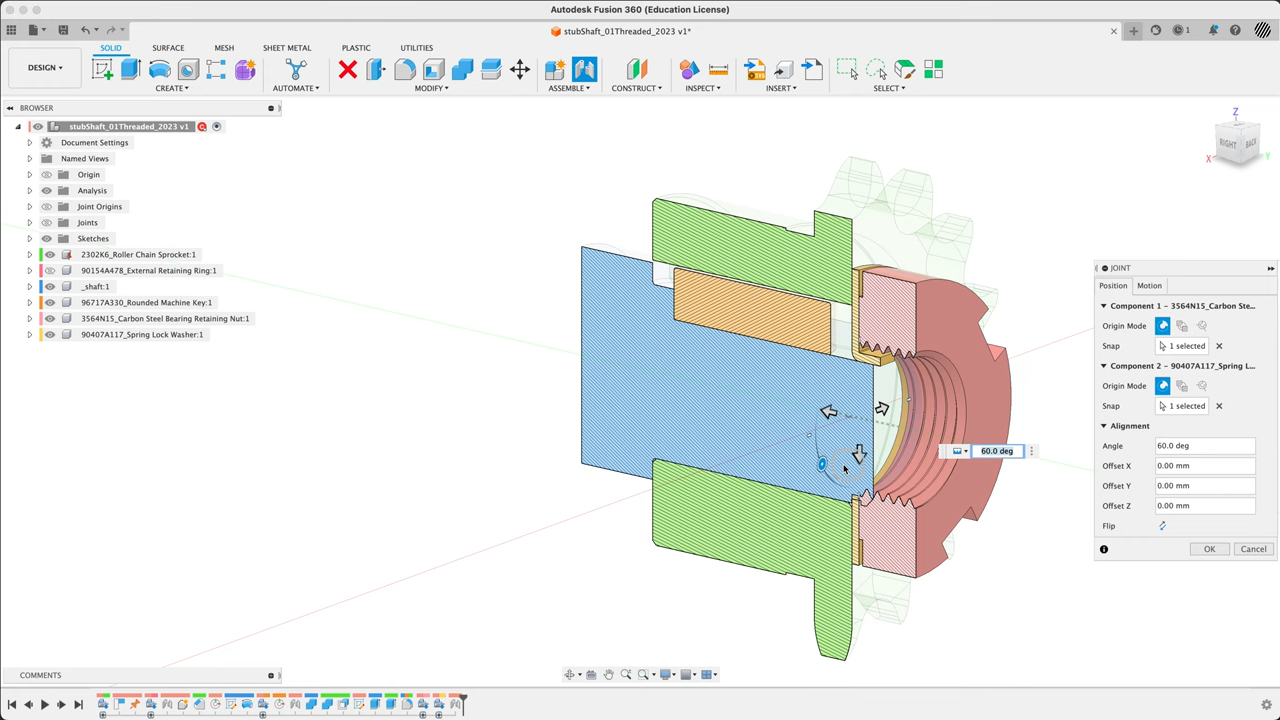 Autodesk Fusion 360 (Education License)
stubShaft_01Threaded_2023 v1*
1
SOLID SURFACE MESH SHEET METAL PLASTIC UTILITIES
DESIGN
CREATE AUTOMATE MODIFY ASSEMBLE CONSTRUCT INSPECT INSERT SELECT
BROWSER
stubShaft_01Threaded_2023 v1
Document Settings
Named Views
Origin
Analysis
Joint Origins
Joints
Sketches
2302K6_Roller Chain Sprocket:1
90154A478_External Retaining Ring:1
_shaft:1
96717A330_Rounded Machine Key:1
3564N15_Carbon Steel Bearing Retaining Nut:1
90407A117_Spring Lock Washer:1
Z
RIGHT BACK
X Y
60.0 deg
JOINT
Position Motion
Component 1 - 3564N15_Carbon Ste...
Origin Mode
Snap 1 selected
Component 2 - 90407A117_Spring L...
Origin Mode
Snap 1 selected
Alignment
Angle 60.0 deg
Offset X 0.00 mm
Offset Y 0.00 mm
Offset Z 0.00 mm
Flip
OK Cancel
COMMENTS